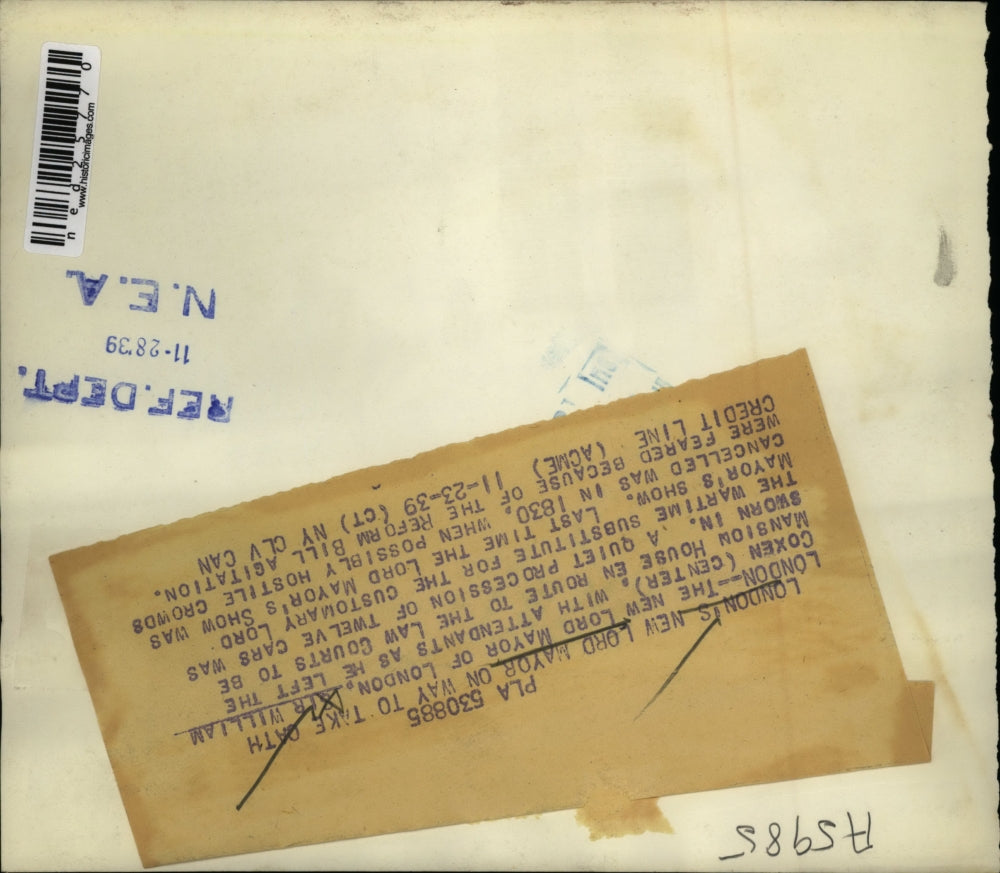 A5985
PLA 530885
LONDON'S NEW LORD MAYOR ON WAY TO TAKE OATH
LONDON--THE NEW LORD MAYOR OF LONDON, SIR WILLIAM
COXEN (CENTER), WITH ATTENDANTS AS HE LEFT THE
MANSION HOUSE EN ROUTE TO THE LAW COURTS TO BE
SWORN IN. A QUIET PROCESSION OF TWELVE CARS WAS
THE WARTIME SUBSTITUTE FOR THE CUSTOMARY LORD
MAYOR'S SHOW. LAST TIME THE LORD MAYOR'S SHOW WAS
CANCELLED WAS IN 1830, WHEN POSSIBLY HOSTILE CROWDS
WERE FEARED BECAUSE OF THE REFORM BILL AGITATION.
CREDIT LINE (ACME) 11-23-39 (CT) NY CLV CAN
REF. DEPT.
11-28'39
N.E.A.
ned25770
www.historicimages.com